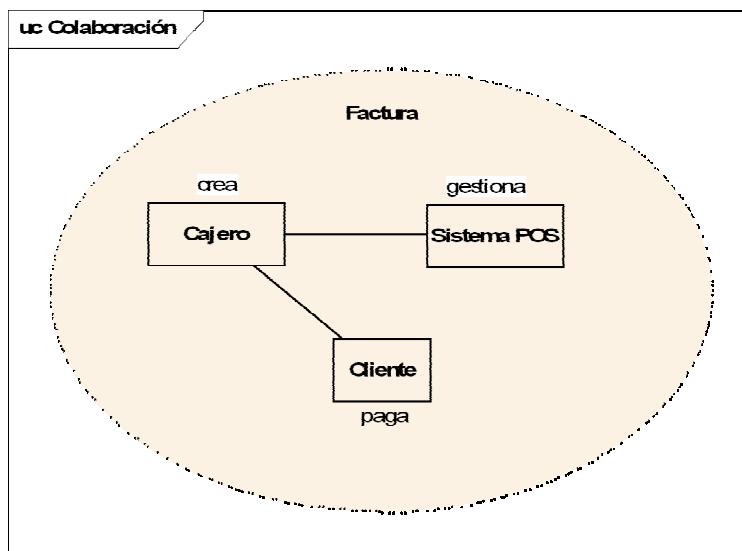 uc Colaboración
Factura
crea
gestiona
Cajero
Sistema POS
Cliente
paga